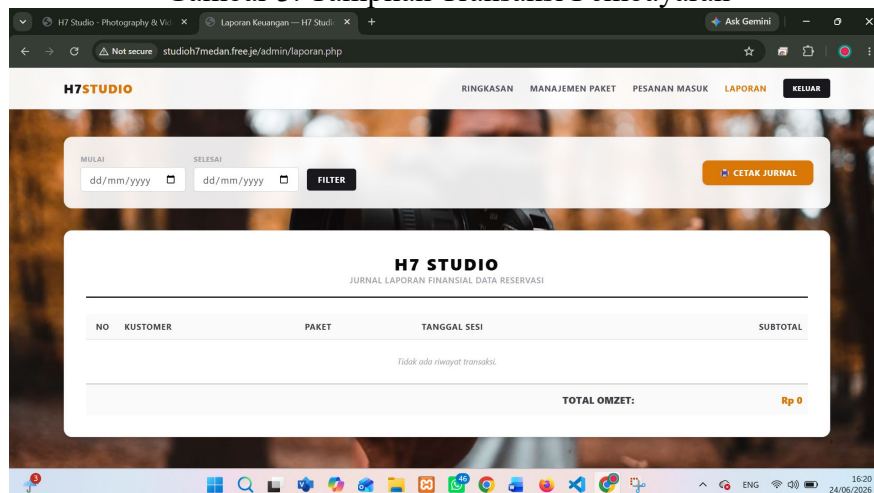 H7 Studio - Photography & Vid
Laporan Keuangan — H7 Studi
Ask Gemini
Not secure studioh7medan.free.je/admin/laporan.php
H7STUDIO
RINGKASAN MANAJEMEN PAKET PESANAN MASUK LAPORAN KELUAR
MULAI SELESAI
dd/mm/yyyy dd/mm/yyyy FILTER CETAK JURNAL
H7 STUDIO
JURNAL LAPORAN FINANSIAL DATA RESERVASI
NO KUSTOMER PAKET TANGGAL SESI SUBTOTAL
Tidak ada riwayat transaksi.
TOTAL OMZET: Rp 0
3
46
ENG
16:20
24/06/2026